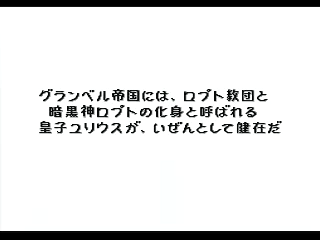 グランベル帝国には、ロプト教団と
暗黒神ロプトの化身と呼ばれる
皇子ユリウスが、いぜんとして健在だ